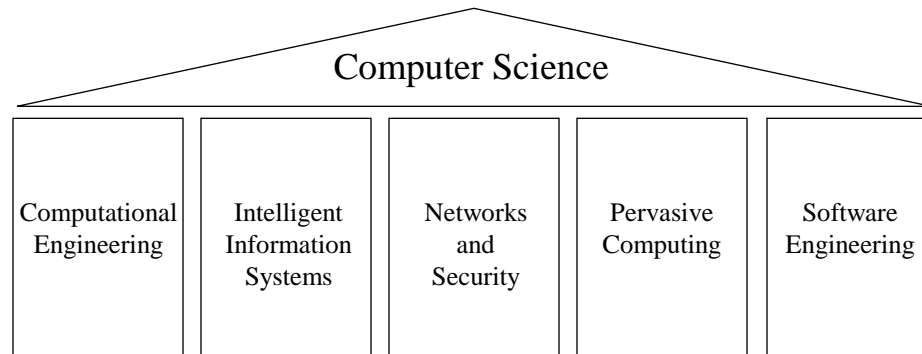 Computer Science
Computational
Engineering
Intelligent
Information
Systems
Networks
and
Security
Pervasive
Computing
Software
Engineering